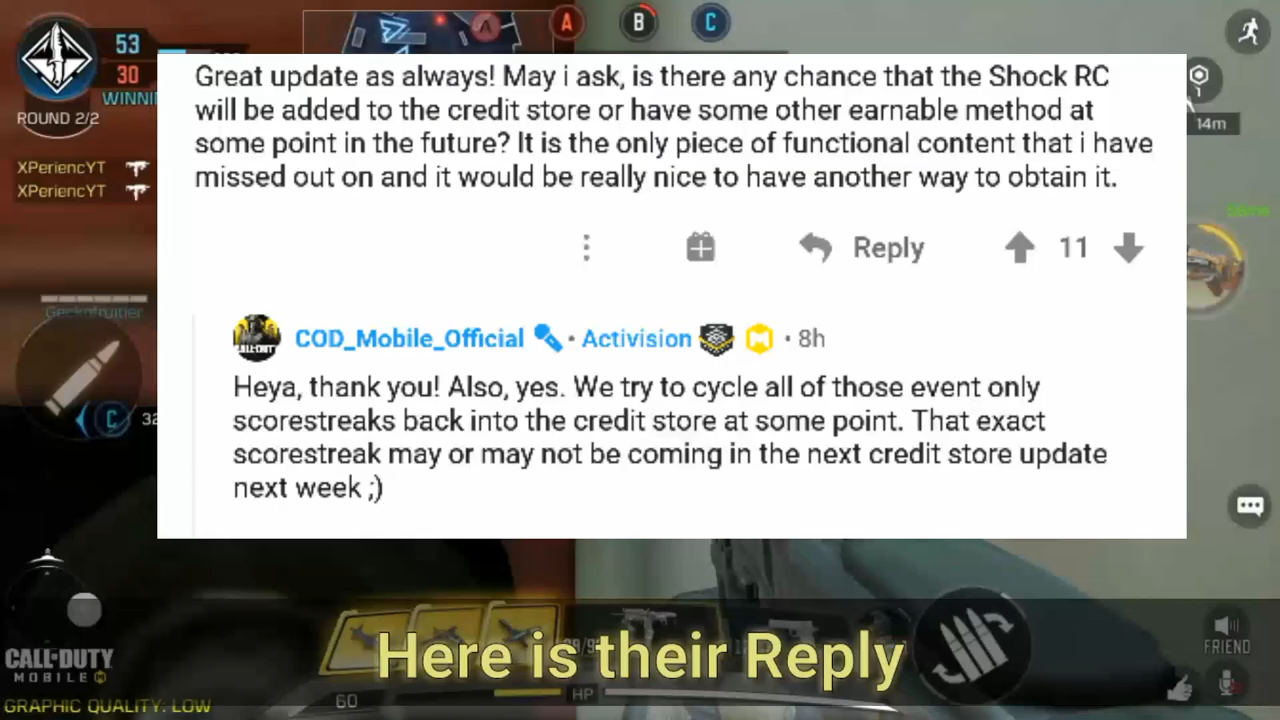 53
A
B
C
A
30
WINNI
ROUND 2/2
1
14m
XPeriencYT
XPeriencYT
Great update as always! May i ask, is there any chance that the Shock RC
will be added to the credit store or have some other earnable method at
some point in the future? It is the only piece of functional content that i have
missed out on and it would be really nice to have another way to obtain it.
Reply
11
Geckofruitier
COD_Mobile_Official
• Activision
• 8h
Heyya, thank you! Also, yes. We try to cycle all of those event only
scorestreaks back into the credit store at some point. That exact
scorestreak may or may not be coming in the next credit store update
next week ;)
C
32
Here is their Reply
FRIEND
CALL·DUTY
MOBILE
HP
60
GRAPHIC QUALITY: LOW